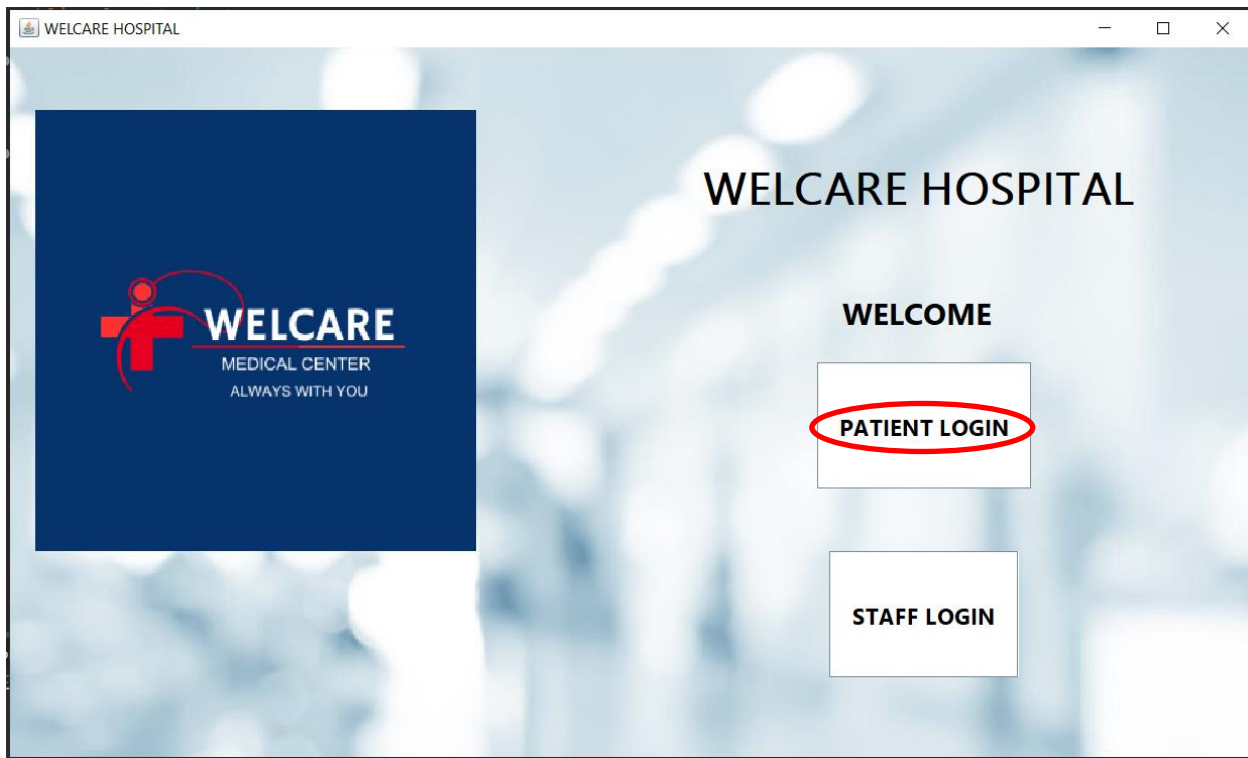 WELCARE HOSPITAL
WELCARE
MEDICAL CENTER
ALWAYS WITH YOU
WELCARE HOSPITAL
WELCOME
PATIENT LOGIN
STAFF LOGIN